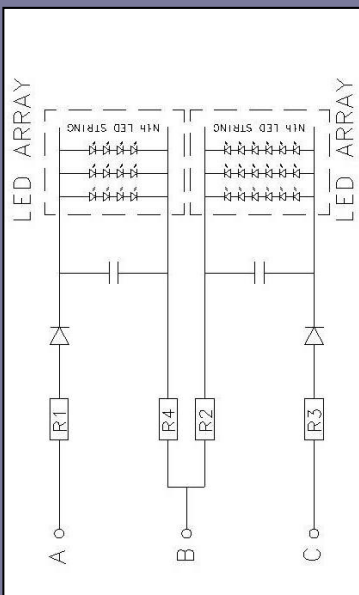 LED ARRAY
LED ARRAY
Nth LED STRING
Nth LED STRING
R1
R4
R2
R3
A
B
C